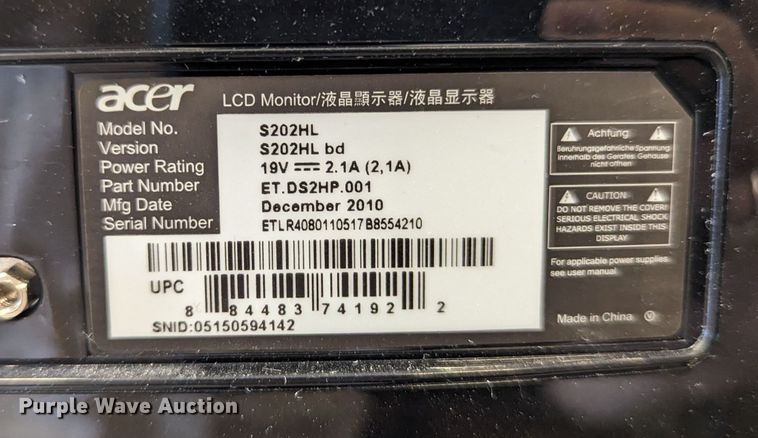 acer LCD Monitor/液晶顯示器/液晶显示器
Model No. S202HL
Version S202HL bd
Power Rating 19V ⎓ 2.1A (2,1A)
Part Number ET.DS2HP.001
Mfg Date December 2010
Serial Number ETLR4080110517B8554210
UPC
8 84483 74192 2
SNID:05150594142
Achtung
Beruhrungsgefahrliche Spannung
innerhalb des Gerates. Gehause
nicht offnen
CAUTION
DO NOT REMOVE THE COVER!
SERIOUS ELECTRICAL SHOCK
HAZARDS EXIST INSIDE THIS
DISPLAY
For applicable power supplies
see user manual
Made in China V
Purple Wave Auction